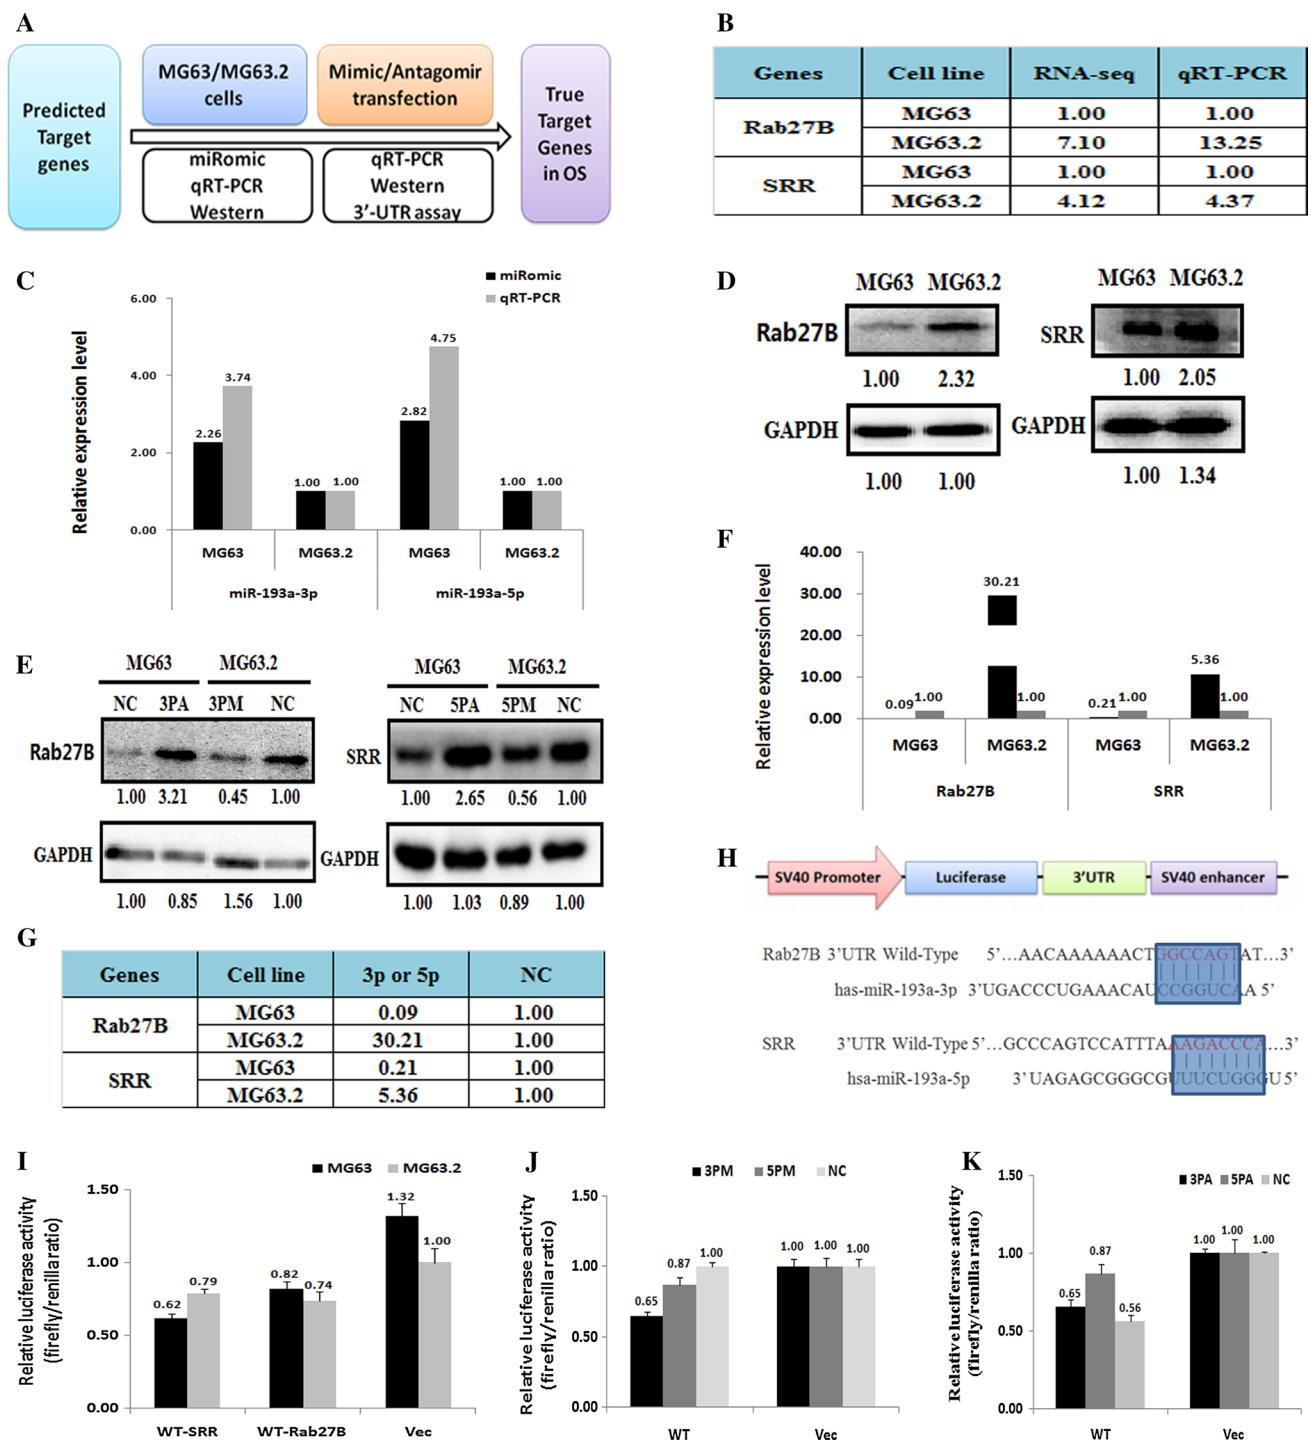 A
Predicted
Target
genes
MG63/MG63.2
cells
Mimic/Antagomir
transfection
miRomic
qRT-PCR
Western
qRT-PCR
Western
3'-UTR assay
True
Target
Genes
in OS
B
Genes Cell line RNA-seq qRT-PCR
Rab27B MG63 1.00 1.00
MG63.2 7.10 13.25
SRR MG63 1.00 1.00
MG63.2 4.12 4.37
C
miRomic
qRT-PCR
Relative expression level
6.00
4.00
2.00
0.00
2.26 3.74 1.00 1.00 2.82 4.75 1.00 1.00
MG63 MG63.2 MG63 MG63.2
miR-193a-3p miR-193a-5p
D
MG63 MG63.2
Rab27B
1.00 2.32
GAPDH
1.00 1.00
MG63 MG63.2
SRR
1.00 2.05
GAPDH
1.00 1.34
E
MG63 MG63.2
NC 3PA 3PM NC
Rab27B
1.00 3.21 0.45 1.00
GAPDH
1.00 0.85 1.56 1.00
MG63 MG63.2
NC 5PA 5PM NC
SRR
1.00 2.65 0.56 1.00
GAPDH
1.00 1.03 0.89 1.00
F
Relative expression level
40.00
30.00
20.00
10.00
0.00
0.09 1.00 30.21 1.00 0.21 1.00 5.36 1.00
MG63 MG63.2 MG63 MG63.2
Rab27B SRR
G
Genes Cell line 3p or 5p NC
Rab27B MG63 0.09 1.00
MG63.2 30.21 1.00
SRR MG63 0.21 1.00
MG63.2 5.36 1.00
H
SV40 Promoter Luciferase 3'UTR SV40 enhancer
Rab27B 3'UTR Wild-Type 5'...AACAAAAAACTGGCCAGTAT...3'
has-miR-193a-3p 3'UGACCCUGAAACAUCCGGUCAA 5'
SRR 3'UTR Wild-Type 5'...GCCCAGTCCATTTAAAGACCCA...3'
hsa-miR-193a-5p 3'UAGAGCGGGCGUUUCUGGGU 5'
I
MG63 MG63.2
Relative luciferase activity
(firefly/renilla ratio)
1.50
1.00
0.50
0.00
0.62 0.79 0.82 0.74 1.32 1.00
WT-SRR WT-Rab27B Vec
J
3PM 5PM NC
Relative luciferase activity
(firefly/renilla ratio)
1.50
1.00
0.50
0.00
0.65 0.87 1.00 1.00 1.00 1.00
WT Vec
K
3PA 5PA NC
Relative luciferase activity
(firefly/renilla ratio)
1.50
1.00
0.50
0.00
0.65 0.87 0.56 1.00 1.00 1.00
WT Vec